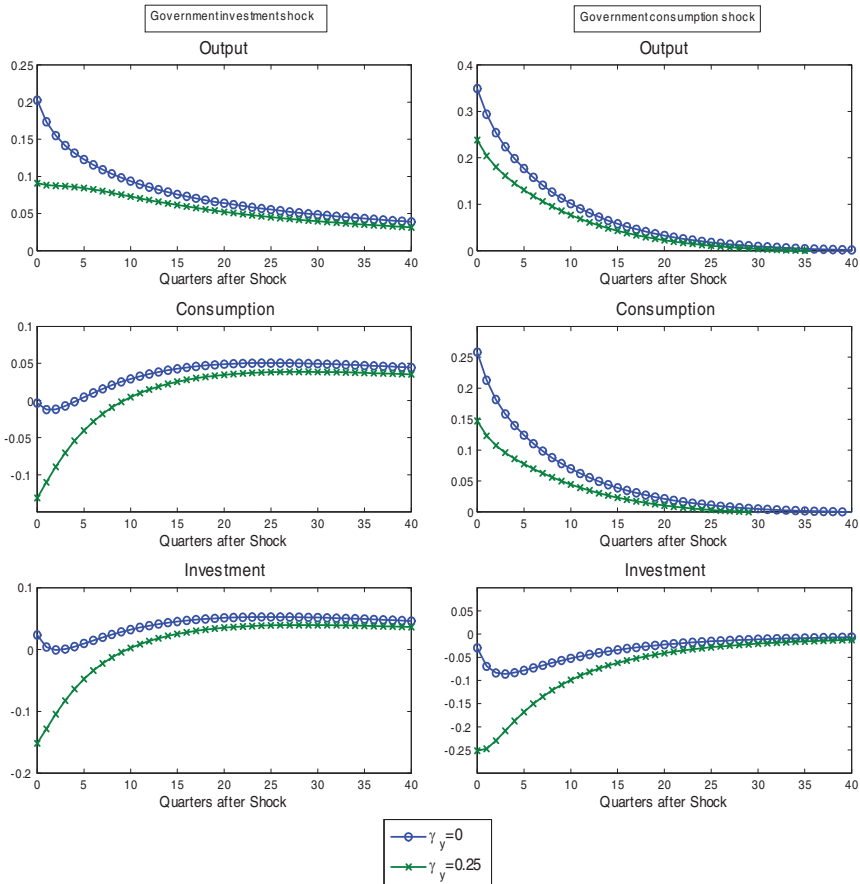 Government investment shock
Government consumption shock
Output
0.25
0.2
0.15
0.1
0.05
0
0 5 10 15 20 25 30 35 40
Quarters after Shock
Output
0.4
0.3
0.2
0.1
0
0 5 10 15 20 25 30 35 40
Quarters after Shock
Consumption
0.1
0.05
0
-0.05
-0.1
0 5 10 15 20 25 30 35 40
Quarters after Shock
Consumption
0.25
0.2
0.15
0.1
0.05
0
0 5 10 15 20 25 30 35 40
Quarters after Shock
Investment
0.1
0
-0.1
-0.2
0 5 10 15 20 25 30 35 40
Quarters after Shock
Investment
0.05
0
-0.05
-0.1
-0.15
-0.2
-0.25
0 5 10 15 20 25 30 35 40
Quarters after Shock
γ y=0
γ y=0.25